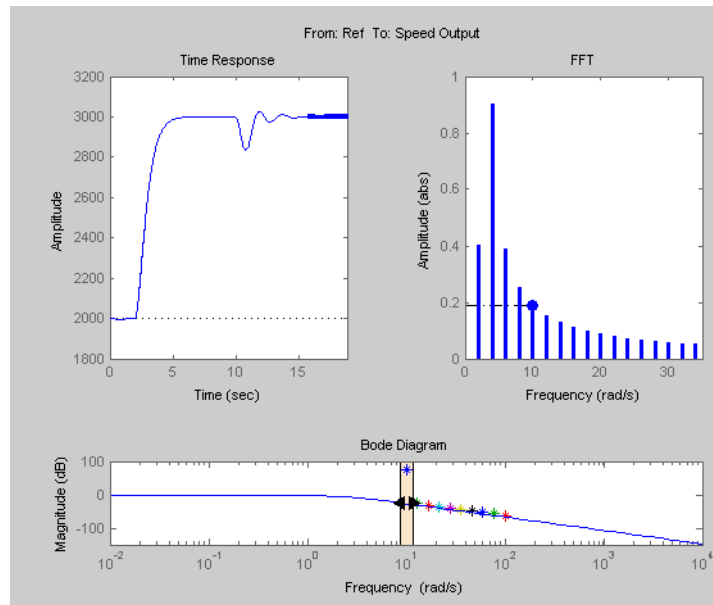 From: Ref To: Speed Output
Time Response
3200
3000
2800
2600
2400
2200
2000
1800
Amplitude
0 5 10 15
Time (sec)
FFT
1
0.8
0.6
0.4
0.2
0
Amplitude (abs)
0 10 20 30
Frequency (rad/s)
Bode Diagram
100
0
-100
Magnitude (dB)
10^-2 10^-1 10^0 10^1 10^2 10^3 10^4
Frequency (rad/s)